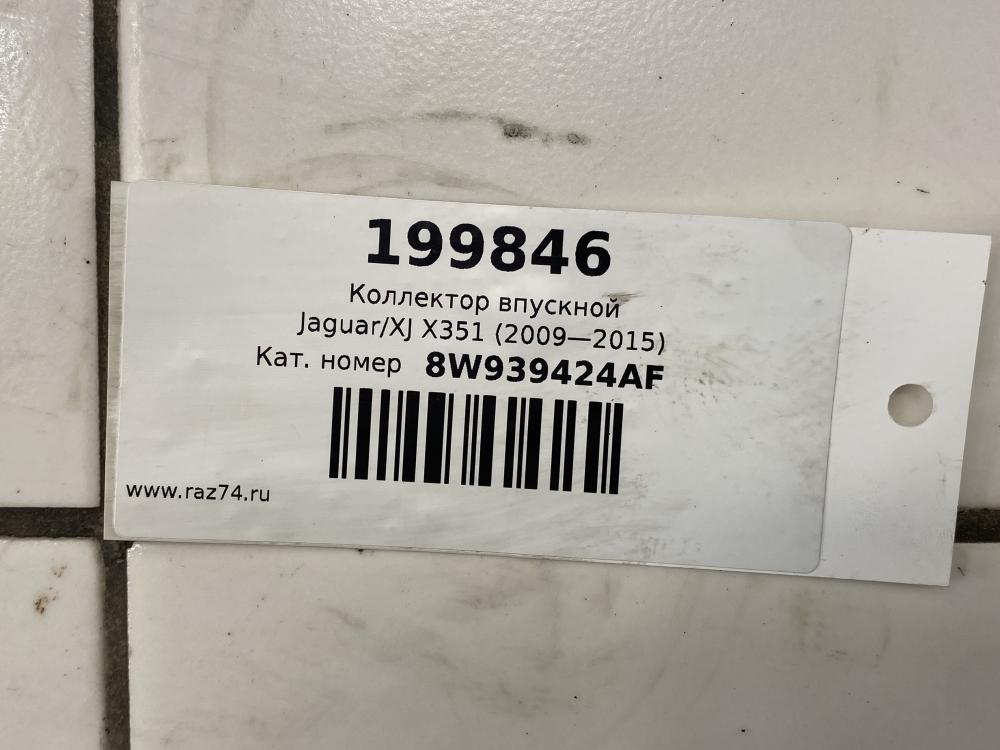 199846
Коллектор впускной
Jaguar/XJ X351 (2009—2015)
Кат. номер 8W939424AF
www.raz74.ru